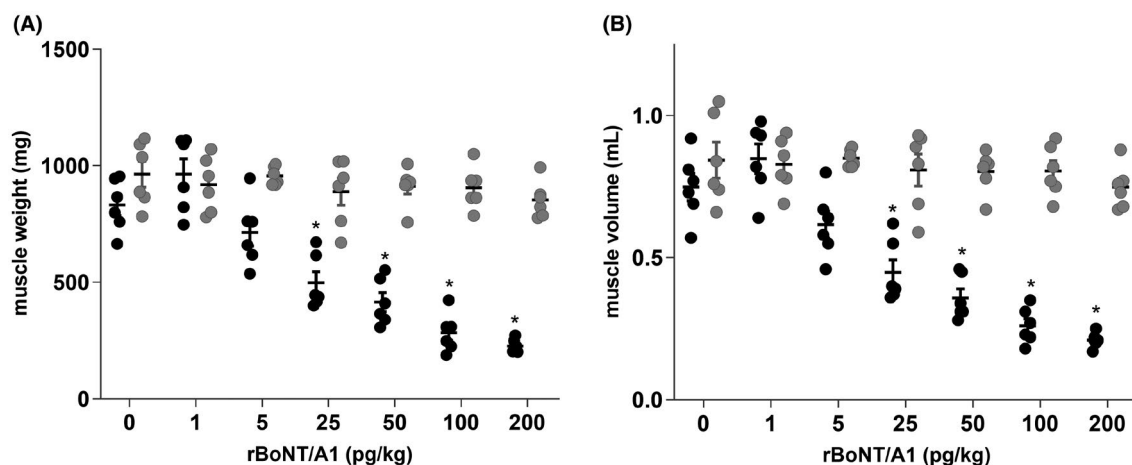 (A)
1500
1000
500
0
muscle weight (mg)
* * * *
0 1 5 25 50 100 200
rBoNT/A1 (pg/kg)
(B)
1.0
0.5
0.0
muscle volume (mL)
* * * *
0 1 5 25 50 100 200
rBoNT/A1 (pg/kg)